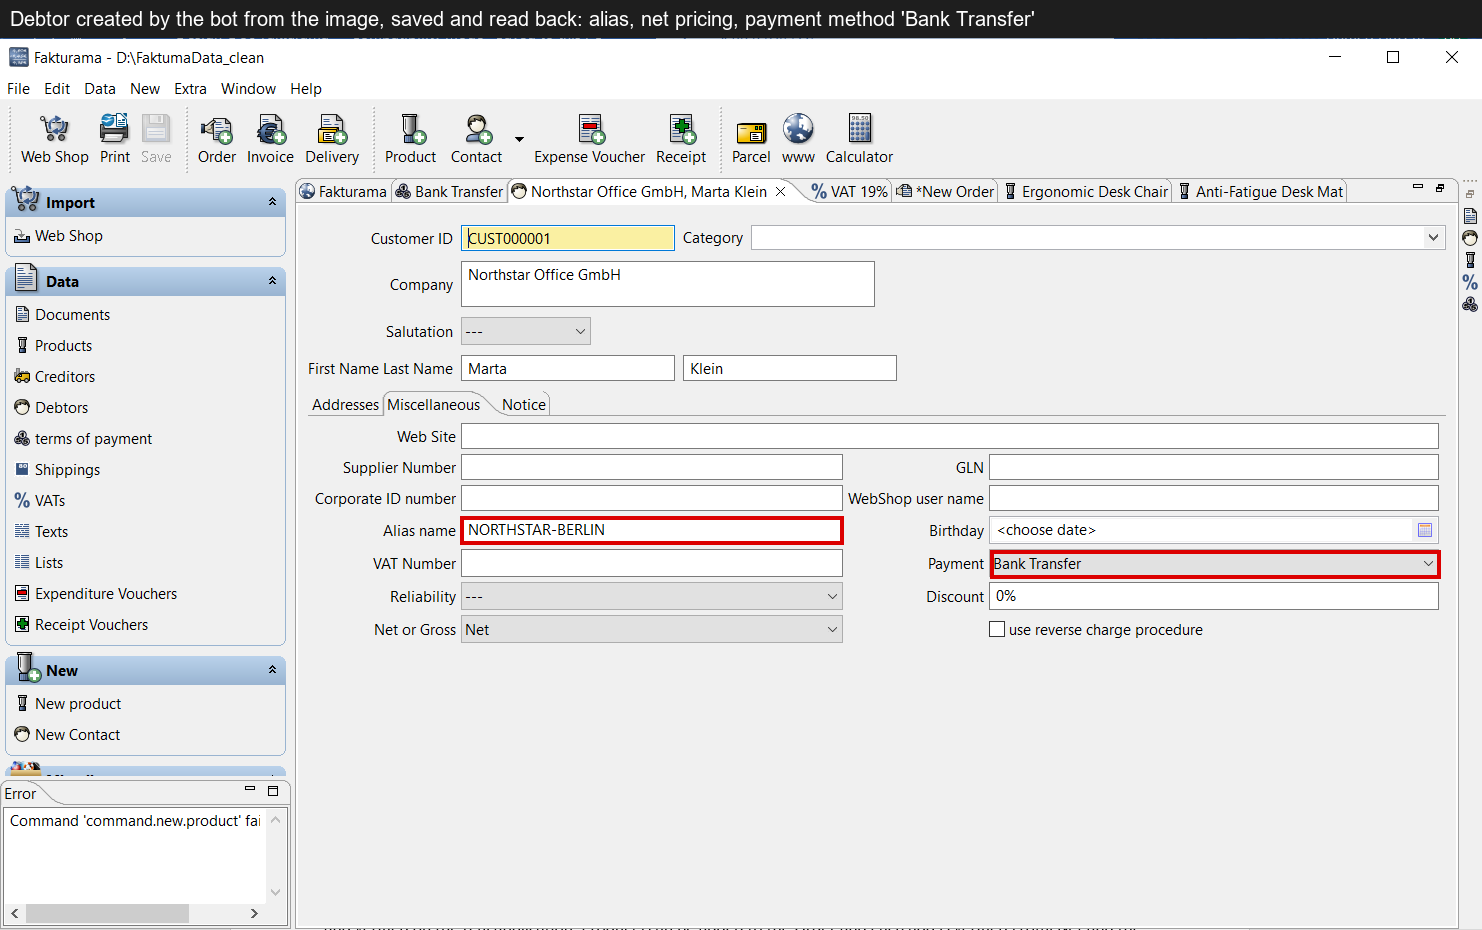 Debtor created by the bot from the image, saved and read back: alias, net pricing, payment method 'Bank Transfer'
Fakturama - D:\FaktumaData_clean
File Edit Data New Extra Window Help
Web Shop Print Save Order Invoice Delivery Product Contact Expense Voucher Receipt Parcel www Calculator
Import
Web Shop
Data
Documents
Products
Creditors
Debtors
terms of payment
Shippings
VATs
Texts
Lists
Expenditure Vouchers
Receipt Vouchers
New
New product
New Contact
Error
Command 'command.new.product' fai
Fakturama Bank Transfer Northstar Office GmbH, Marta Klein VAT 19% *New Order Ergonomic Desk Chair Anti-Fatigue Desk Mat
Customer ID CUST000001 Category
Company Northstar Office GmbH
Salutation ---
First Name Last Name Marta Klein
Addresses Miscellaneous Notice
Web Site
Supplier Number GLN
Corporate ID number WebShop user name
Alias name NORTHSTAR-BERLIN Birthday <choose date>
VAT Number Payment Bank Transfer
Reliability --- Discount 0%
Net or Gross Net use reverse charge procedure